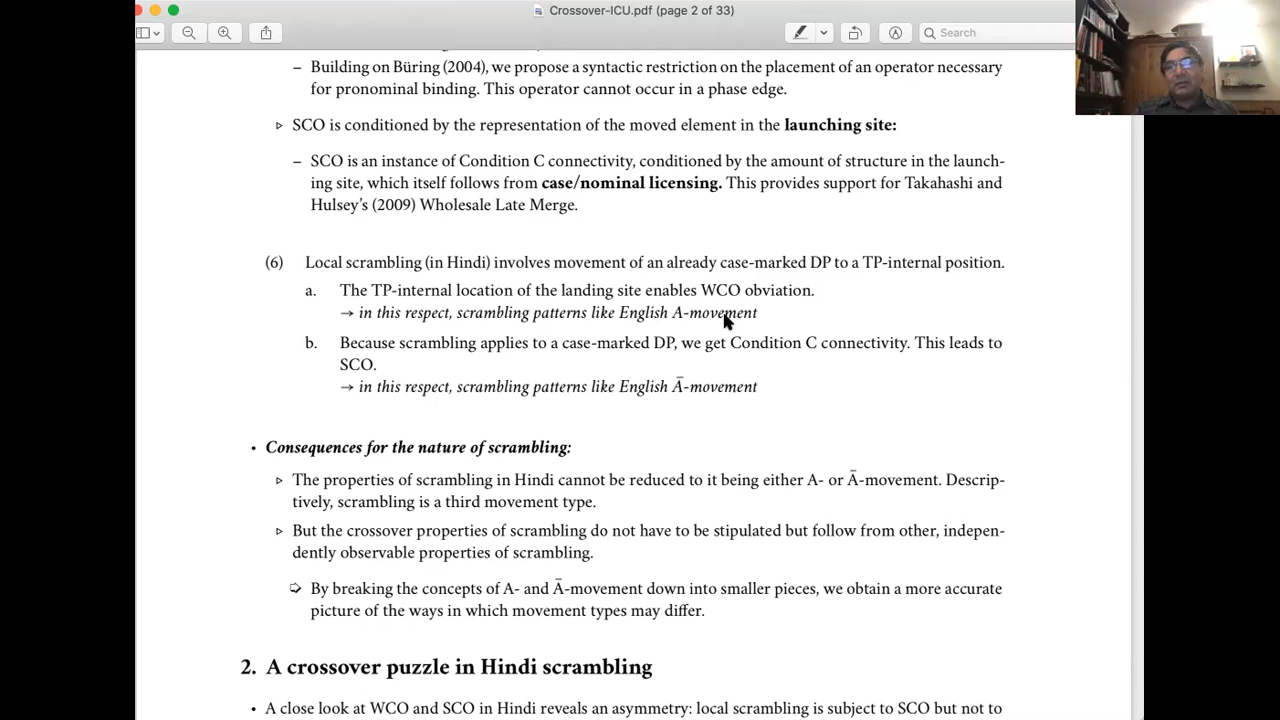 Crossover-ICU.pdf (page 2 of 33)
Search
– Building on Büring (2004), we propose a syntactic restriction on the placement of an operator necessary
for pronominal binding. This operator cannot occur in a phase edge.
▹ SCO is conditioned by the representation of the moved element in the launching site:
– SCO is an instance of Condition C connectivity, conditioned by the amount of structure in the launch-
ing site, which itself follows from case/nominal licensing. This provides support for Takahashi and
Hulsey's (2009) Wholesale Late Merge.
(6) Local scrambling (in Hindi) involves movement of an already case-marked DP to a TP-internal position.
a. The TP-internal location of the landing site enables WCO obviation.
→ in this respect, scrambling patterns like English A-movement
b. Because scrambling applies to a case-marked DP, we get Condition C connectivity. This leads to
SCO.
→ in this respect, scrambling patterns like English Ā-movement
• Consequences for the nature of scrambling:
▹ The properties of scrambling in Hindi cannot be reduced to it being either A- or Ā-movement. Descrip-
tively, scrambling is a third movement type.
▹ But the crossover properties of scrambling do not have to be stipulated but follow from other, indepen-
dently observable properties of scrambling.
➩ By breaking the concepts of A- and Ā-movement down into smaller pieces, we obtain a more accurate
picture of the ways in which movement types may differ.
2. A crossover puzzle in Hindi scrambling
• A close look at WCO and SCO in Hindi reveals an asymmetry: local scrambling is subject to SCO but not to